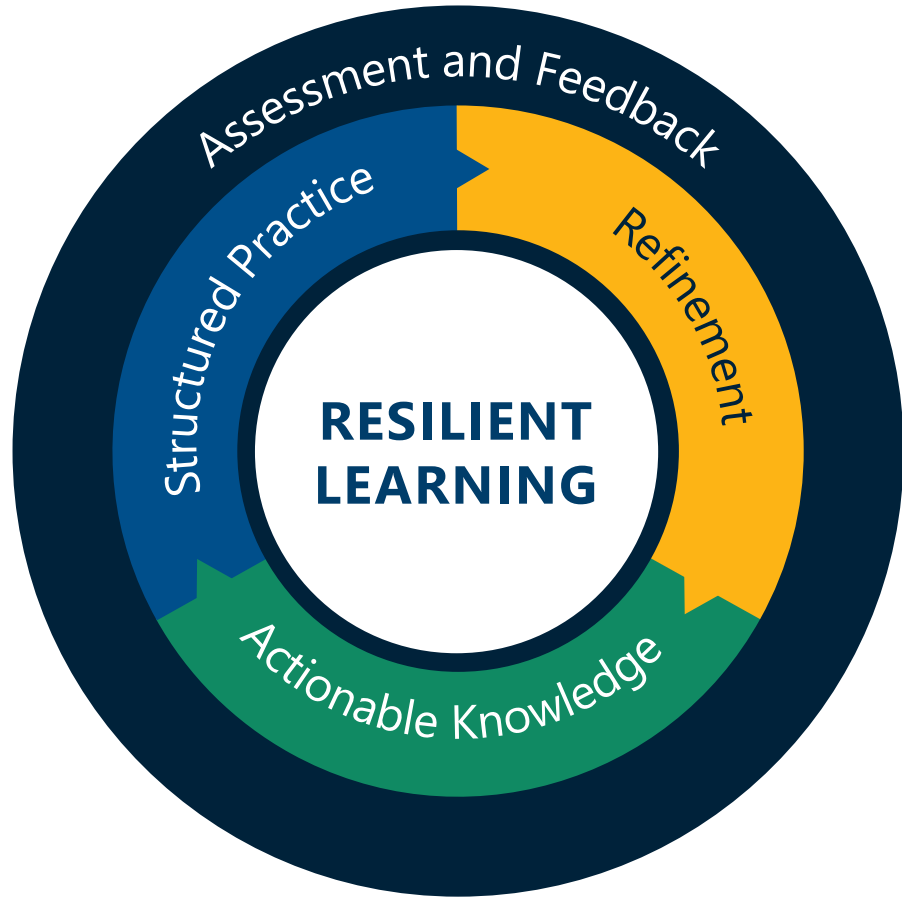 Assessment and Feedback
Structured Practice
Refinement
RESILIENT
LEARNING
Actionable Knowledge